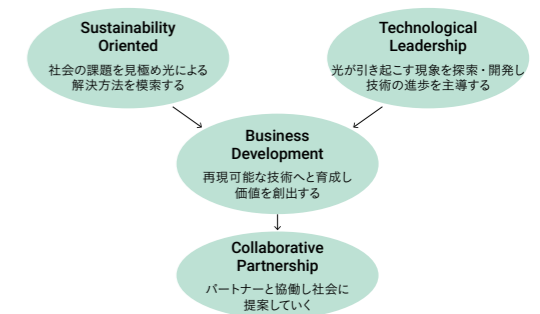 Sustainability
Oriented
社会の課題を見極め光による
解決方法を模索する
Technological
Leadership
光が引き起こす現象を探索・開発し
技術の進歩を主導する
Business
Development
再現可能な技術へと育成し
価値を創出する
Collaborative
Partnership
パートナーと協働し社会に
提案していく